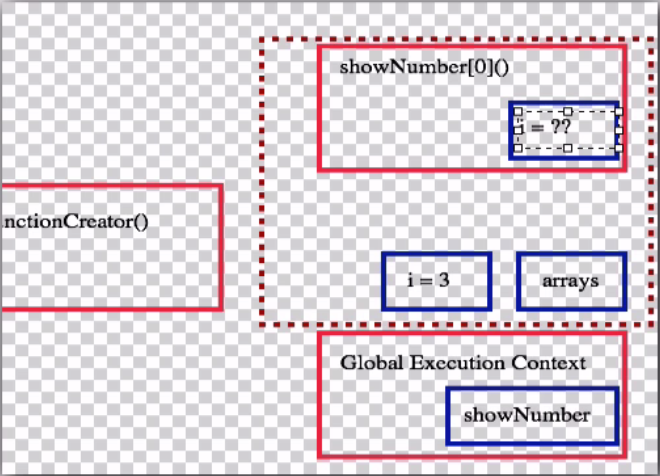 showNumber[0]()
i = ??
nctionCreator()
i = 3
arrays
Global Execution Context
showNumber